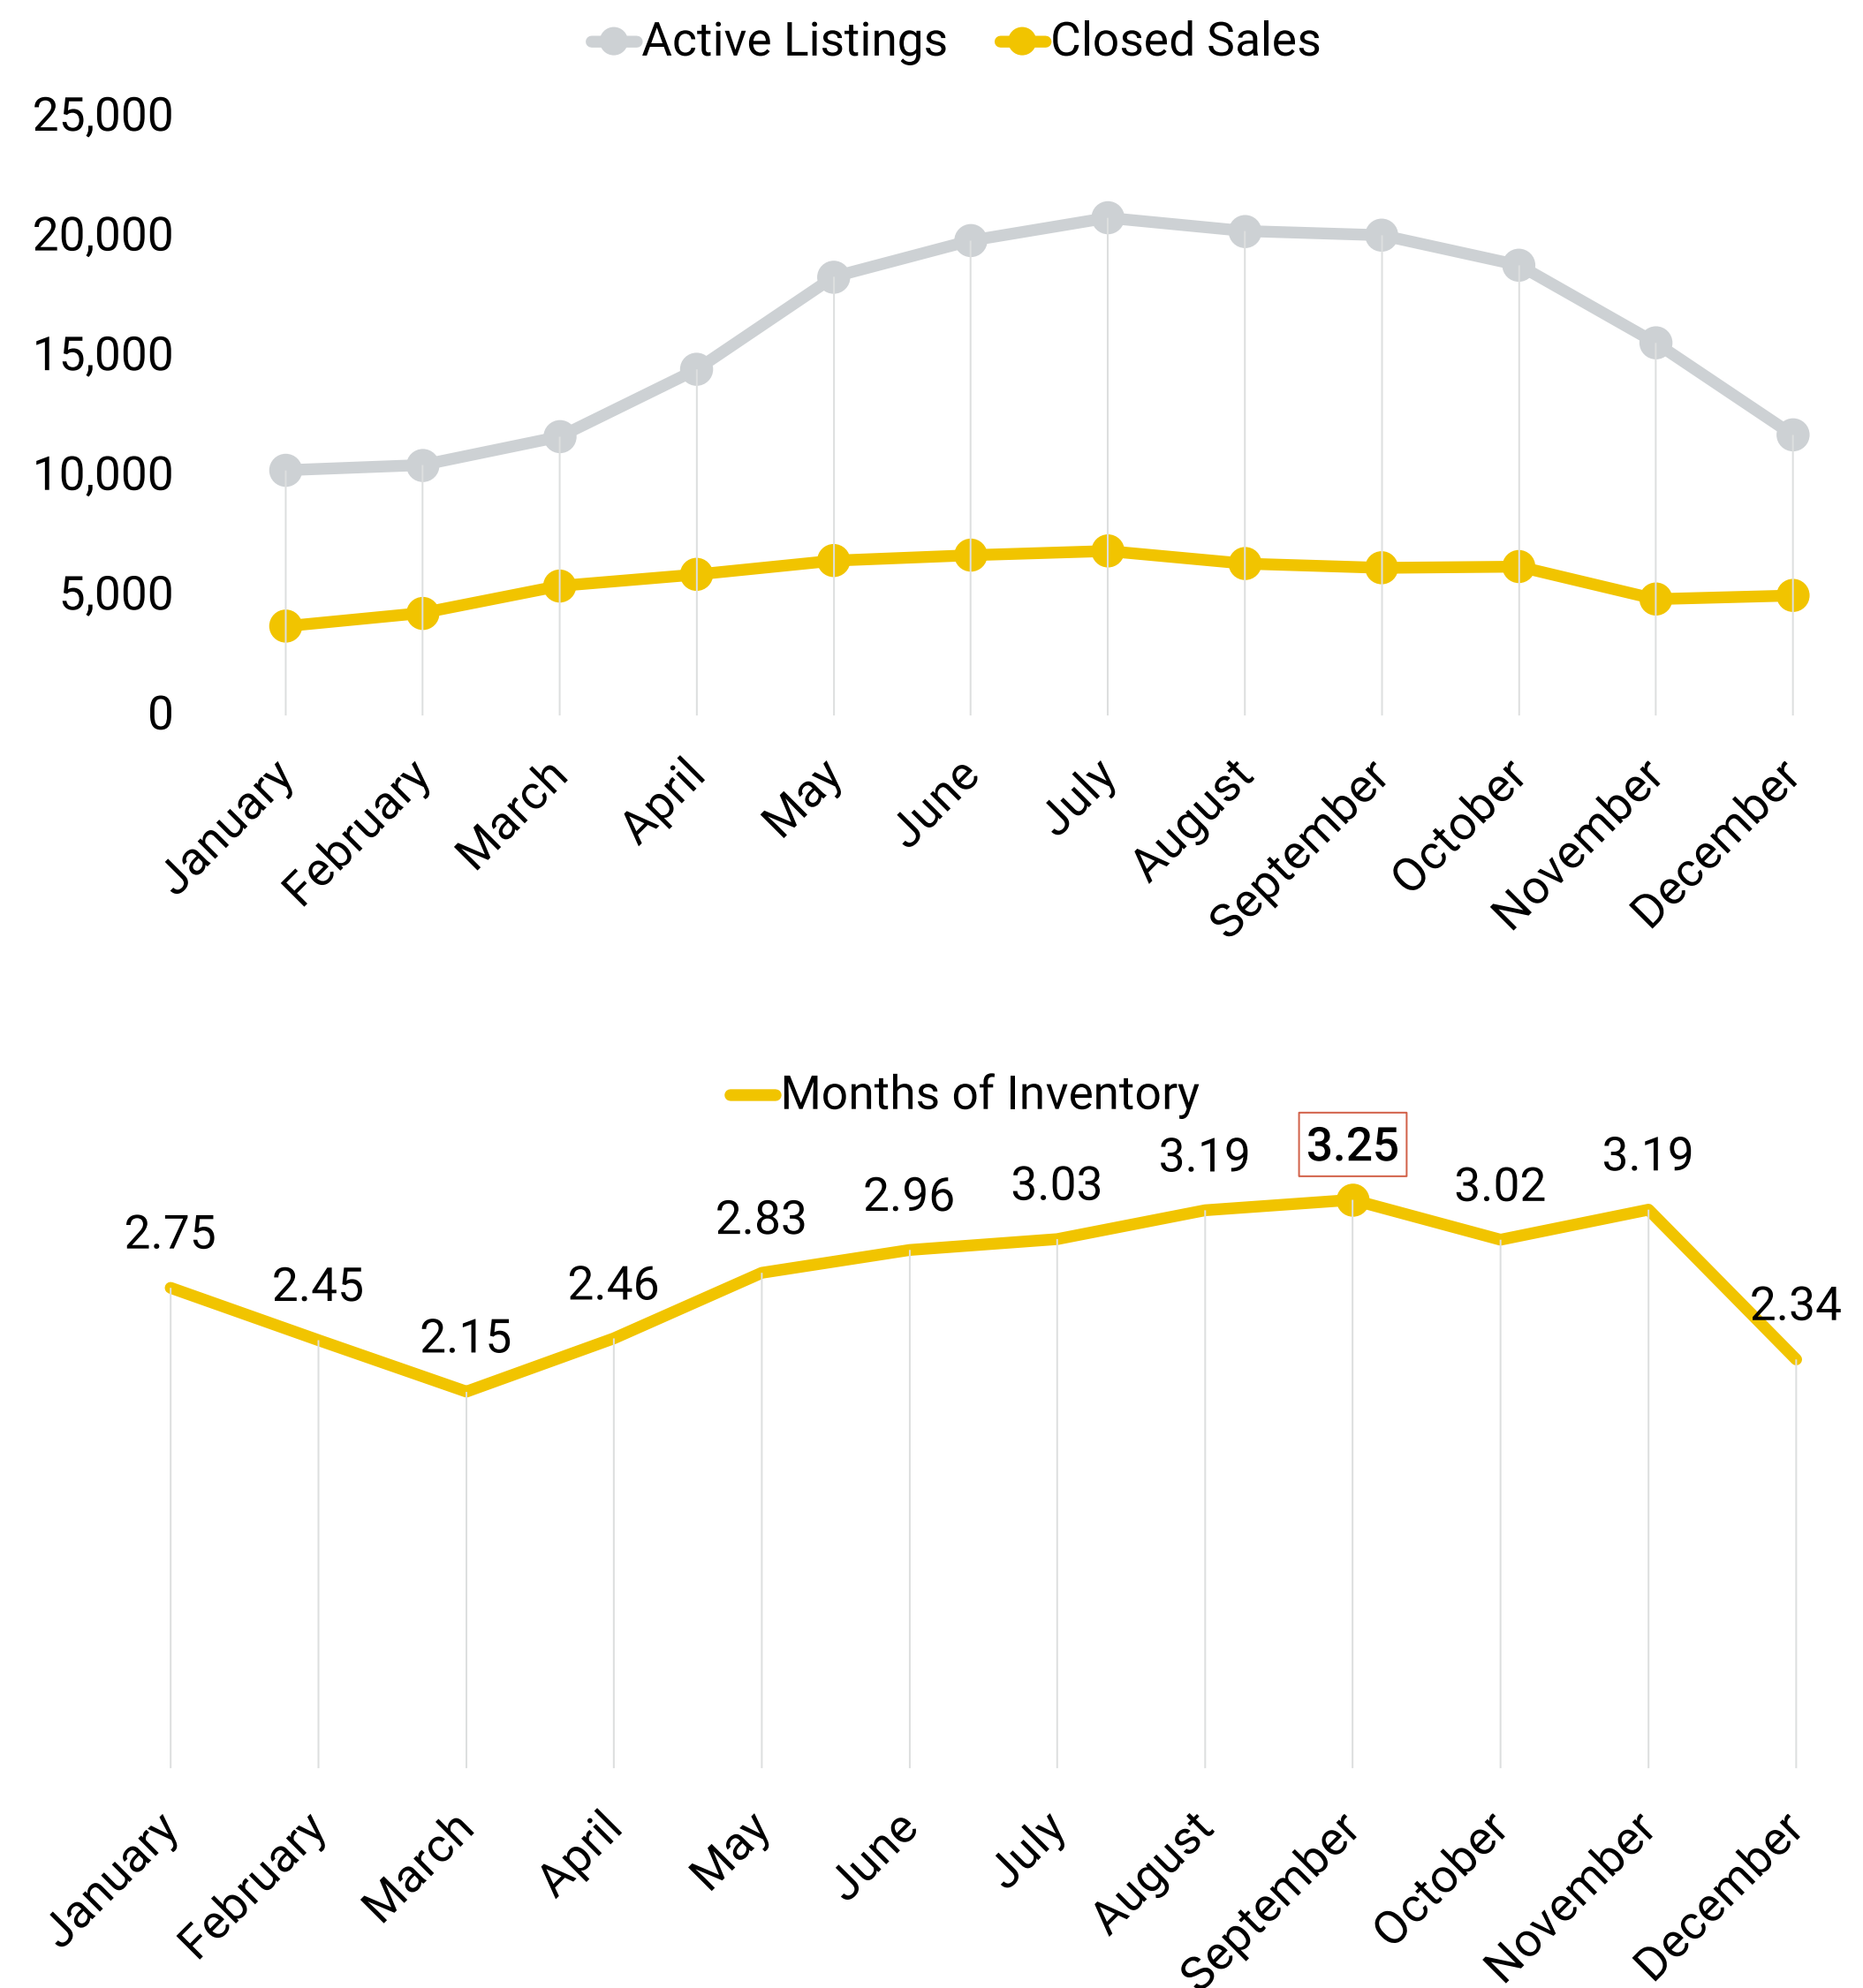 Active Listings Closed Sales
25,000
20,000
15,000
10,000
5,000
0
January
February
March
April
May
June
July
August
September
October
November
December
Months of Inventory
2.75
2.45
2.15
2.46
2.83
2.96
3.03
3.19
3.25
3.02
3.19
2.34
January
February
March
April
May
June
July
August
September
October
November
December